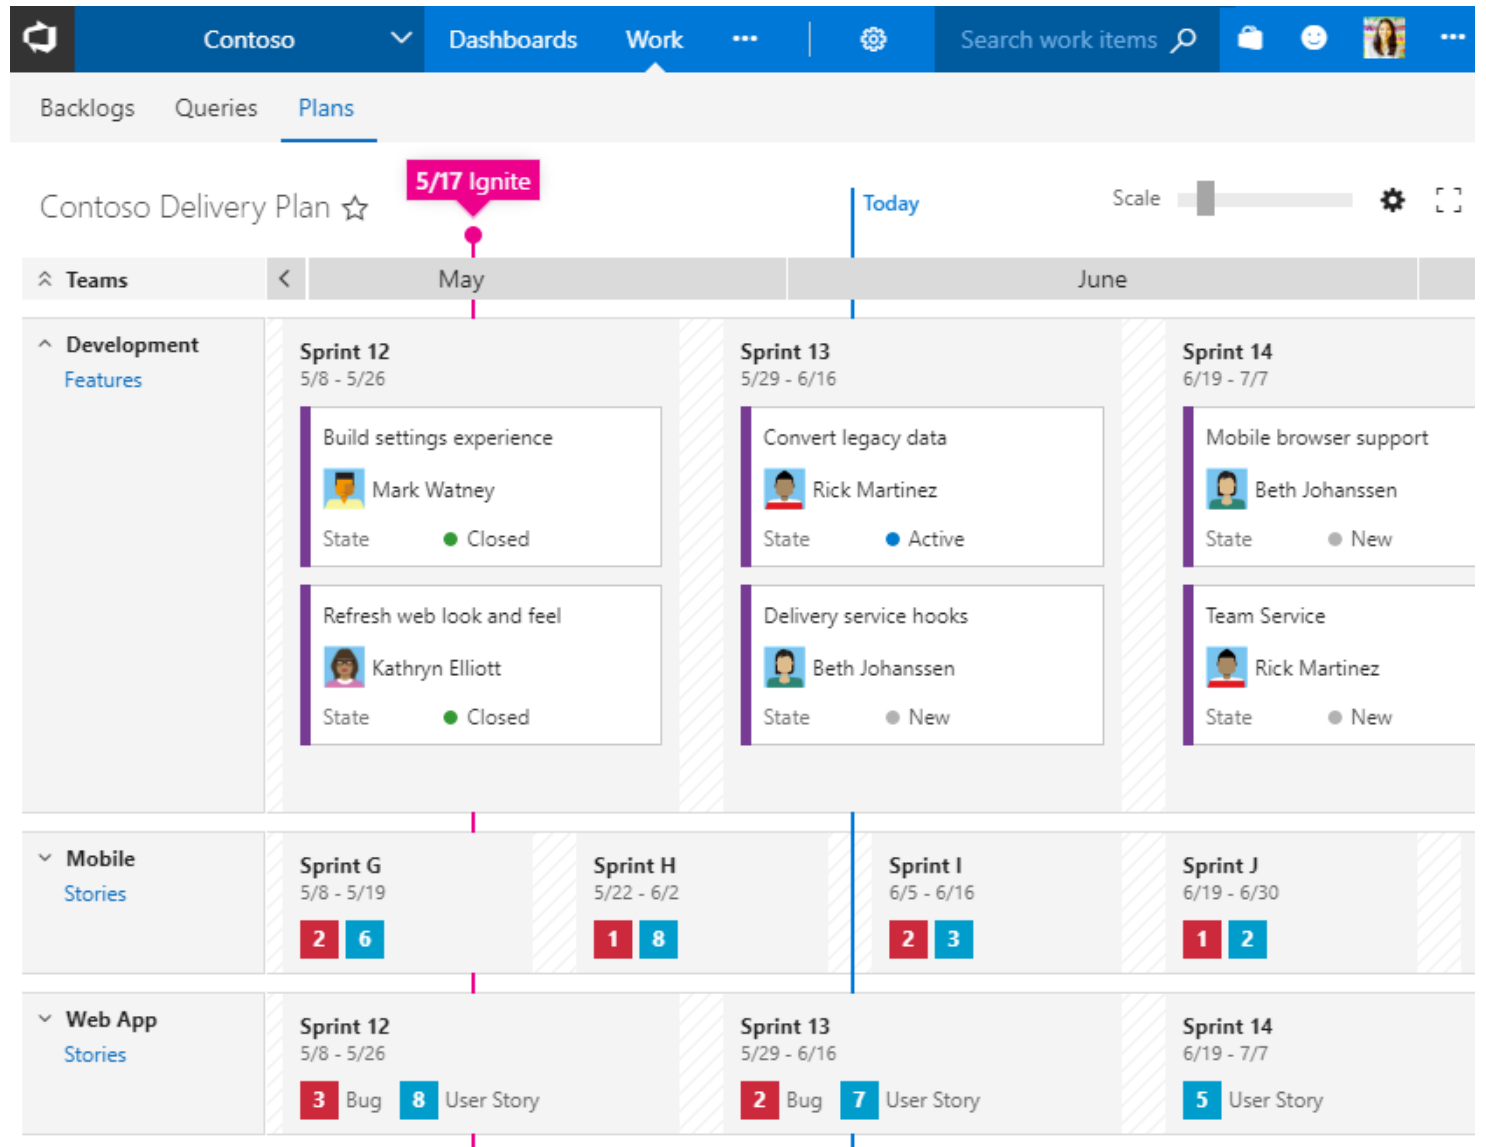 Contoso Dashboards Work Search work items
Backlogs Queries Plans
5/17 Ignite
Contoso Delivery Plan Today Scale
Teams May June
Development Sprint 12 Sprint 13 Sprint 14
Features 5/8 - 5/26 5/29 - 6/16 6/19 - 7/7
Build settings experience Convert legacy data Mobile browser support
Mark Watney Rick Martinez Beth Johanssen
State Closed State Active State New
Refresh web look and feel Delivery service hooks Team Service
Kathryn Elliott Beth Johanssen Rick Martinez
State Closed State New State New
Mobile Sprint G Sprint H Sprint I Sprint J
Stories 5/8 - 5/19 5/22 - 6/2 6/5 - 6/16 6/19 - 6/30
2 6 1 8 2 3 1 2
Web App Sprint 12 Sprint 13 Sprint 14
Stories 5/8 - 5/26 5/29 - 6/16 6/19 - 7/7
3 Bug 8 User Story 2 Bug 7 User Story 5 User Story